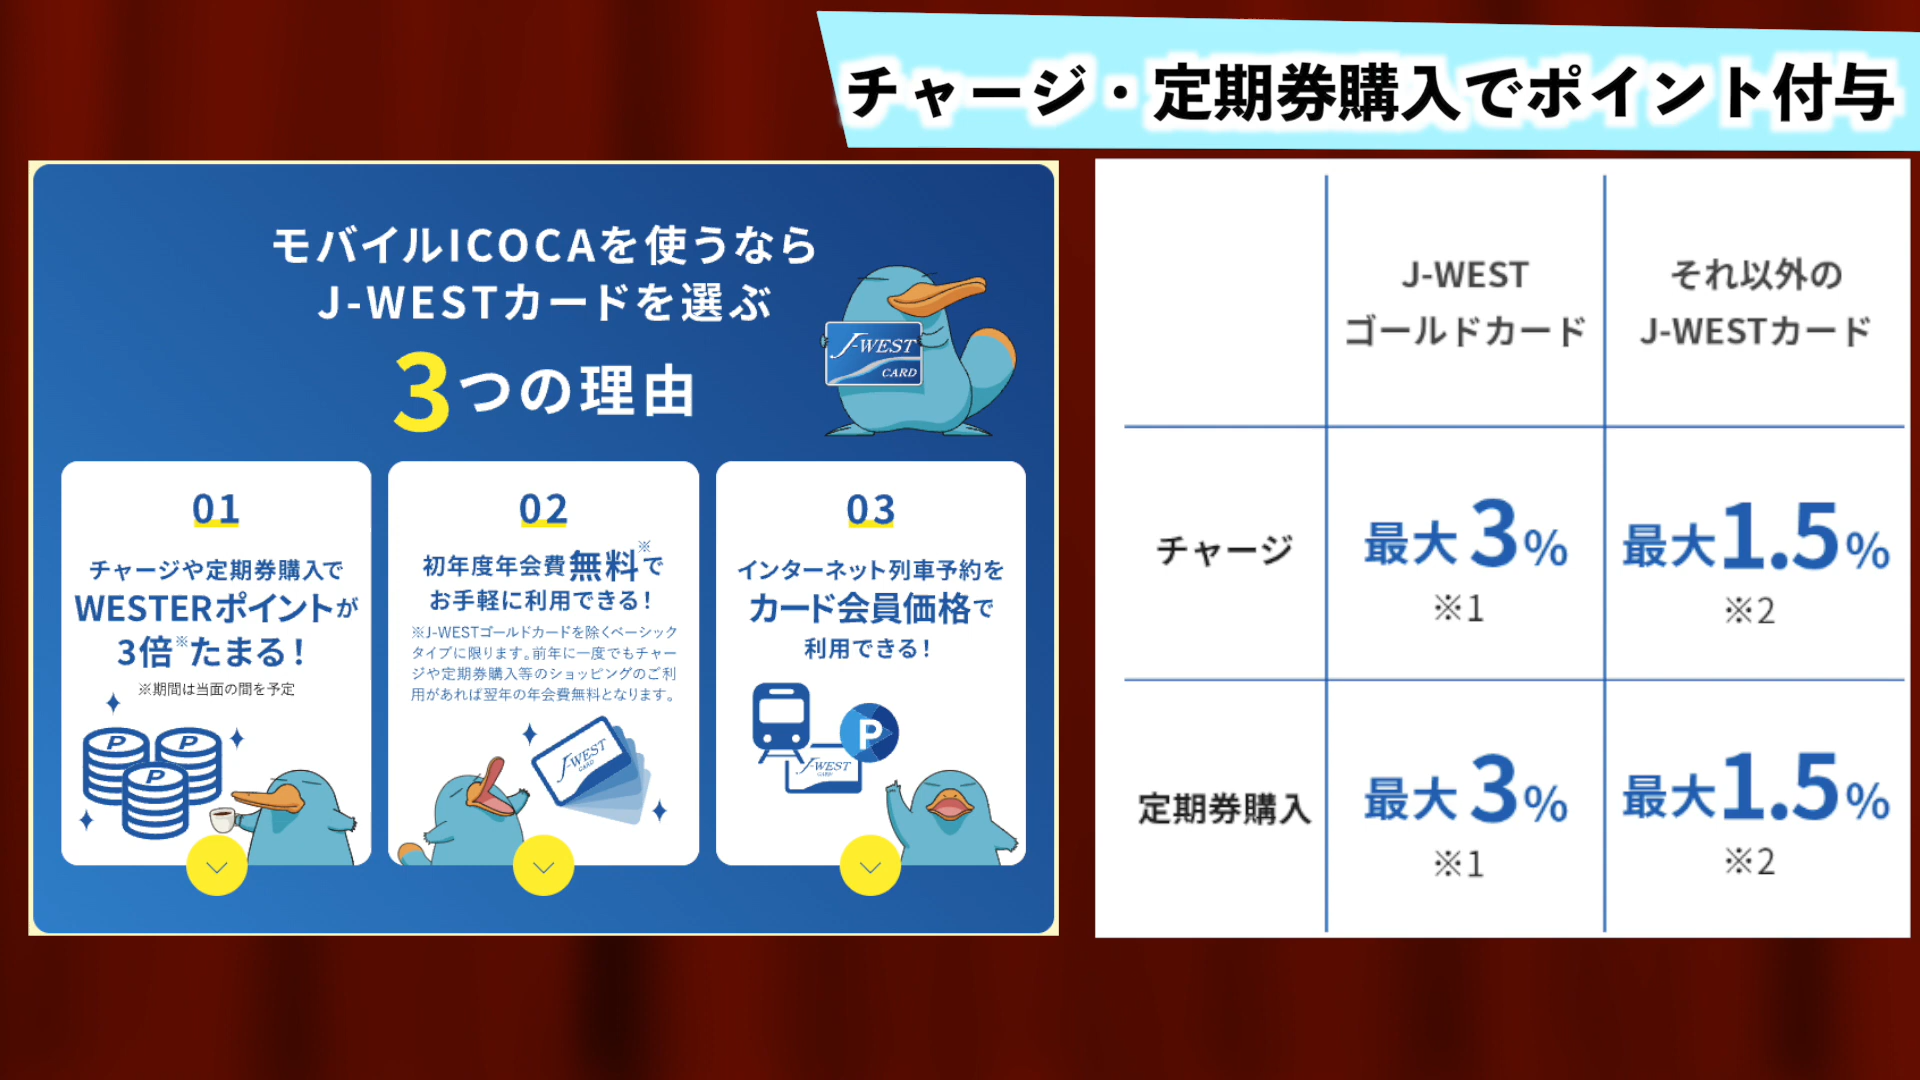 チャージ・定期券購入でポイント付与
モバイルICOCAを使うなら
J-WESTカードを選ぶ
3つの理由
J-WEST
CARD
01
チャージや定期券購入で
WESTERポイントが
3倍※たまる！
※期間は当面の間を予定
P
P
P
02
初年度年会費無料※で
お手軽に利用できる！
※J-WESTゴールドカードを除くベーシック
タイプに限ります。前年に一度でもチャー
ジや定期券購入等のショッピングのご利
用があれば翌年の年会費無料となります。
J-WEST
CARD
03
インターネット列車予約を
カード会員価格で
利用できる！
P
J-WEST
CARD
J-WEST
ゴールドカード
それ以外の
J-WESTカード
チャージ
最大3%
※1
最大1.5%
※2
定期券購入
最大3%
※1
最大1.5%
※2